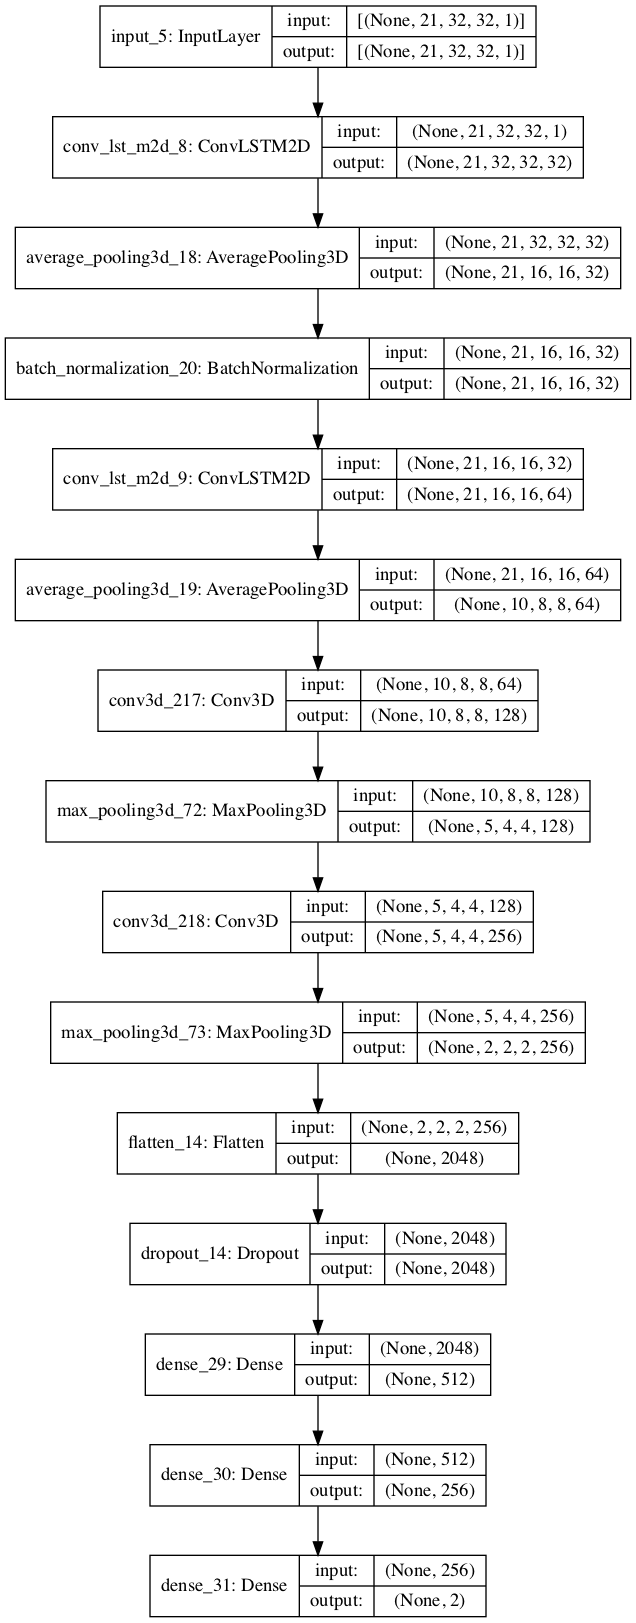 input_5: InputLayer
input: [(None, 21, 32, 32, 1)]
output: [(None, 21, 32, 32, 1)]
conv_lst_m2d_8: ConvLSTM2D
input: (None, 21, 32, 32, 1)
output: (None, 21, 32, 32, 32)
average_pooling3d_18: AveragePooling3D
input: (None, 21, 32, 32, 32)
output: (None, 21, 16, 16, 32)
batch_normalization_20: BatchNormalization
input: (None, 21, 16, 16, 32)
output: (None, 21, 16, 16, 32)
conv_lst_m2d_9: ConvLSTM2D
input: (None, 21, 16, 16, 32)
output: (None, 21, 16, 16, 64)
average_pooling3d_19: AveragePooling3D
input: (None, 21, 16, 16, 64)
output: (None, 10, 8, 8, 64)
conv3d_217: Conv3D
input: (None, 10, 8, 8, 64)
output: (None, 10, 8, 8, 128)
max_pooling3d_72: MaxPooling3D
input: (None, 10, 8, 8, 128)
output: (None, 5, 4, 4, 128)
conv3d_218: Conv3D
input: (None, 5, 4, 4, 128)
output: (None, 5, 4, 4, 256)
max_pooling3d_73: MaxPooling3D
input: (None, 5, 4, 4, 256)
output: (None, 2, 2, 2, 256)
flatten_14: Flatten
input: (None, 2, 2, 2, 256)
output: (None, 2048)
dropout_14: Dropout
input: (None, 2048)
output: (None, 2048)
dense_29: Dense
input: (None, 2048)
output: (None, 512)
dense_30: Dense
input: (None, 512)
output: (None, 256)
dense_31: Dense
input: (None, 256)
output: (None, 2)